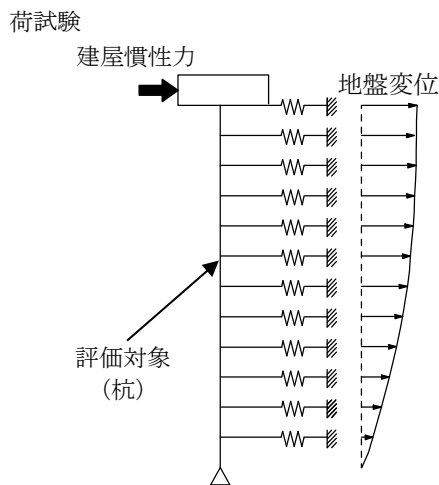 荷試験
建屋慣性力
地盤変位
評価対象
（杭）